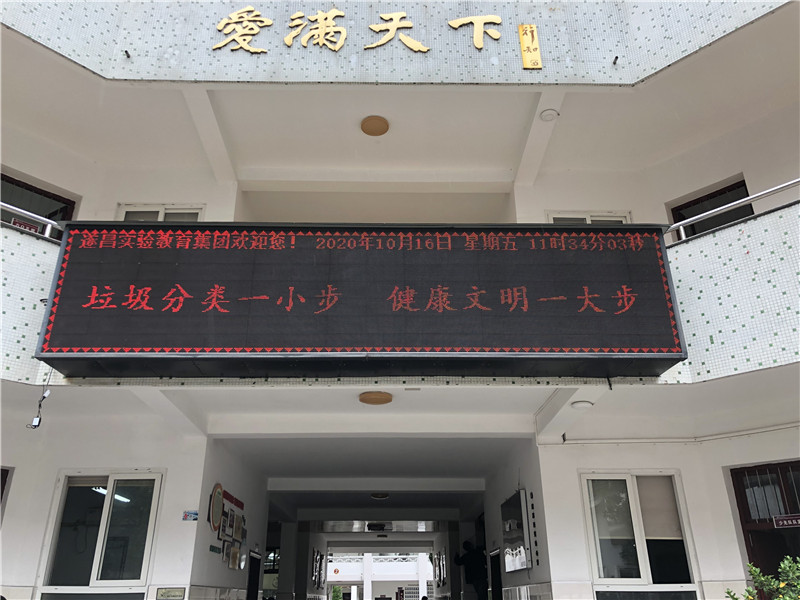 愛滿天下
遂昌实验教育集团欢迎您! 2020年10月16日 星期五 11时34分03秒
垃圾分类一小步 健康文明一大步